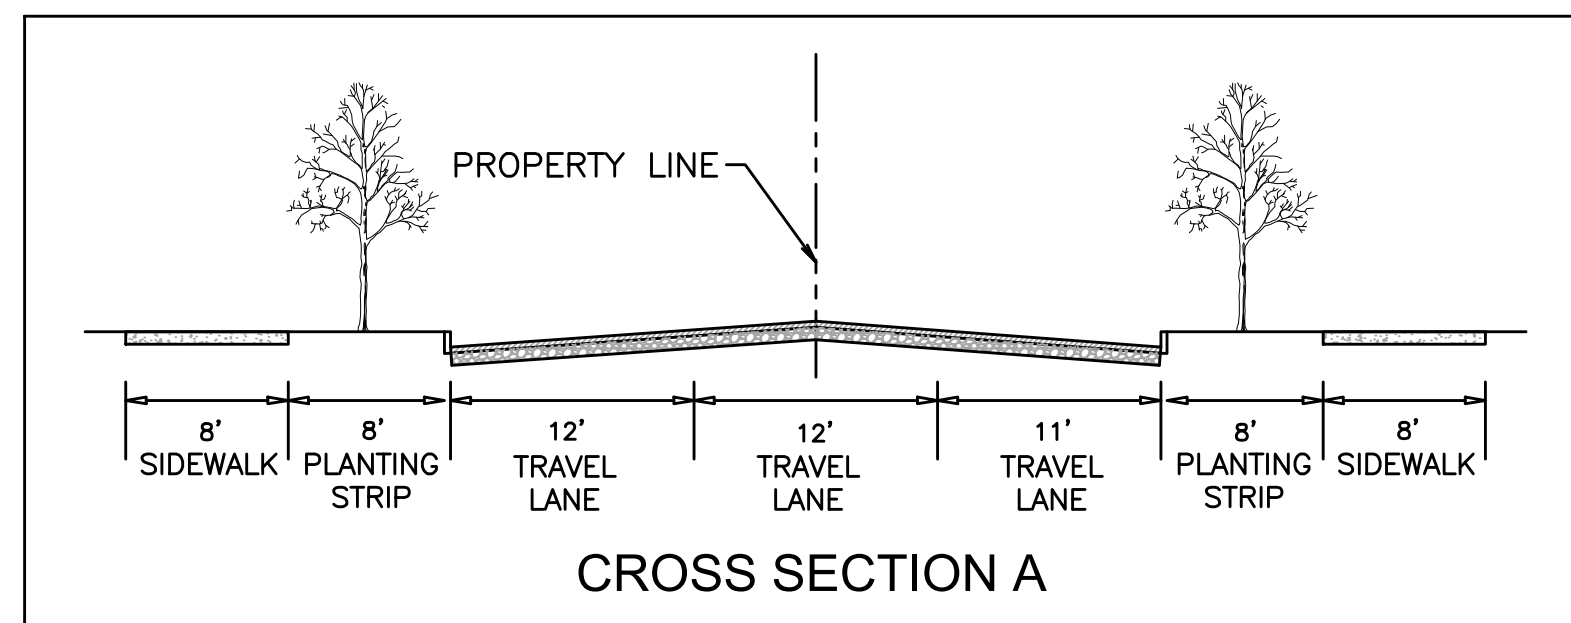 PROPERTY LINE
8' 8' 12' 12' 11' 8' 8'
SIDEWALK PLANTING TRAVEL TRAVEL TRAVEL PLANTING SIDEWALK
STRIP LANE LANE LANE STRIP
CROSS SECTION A